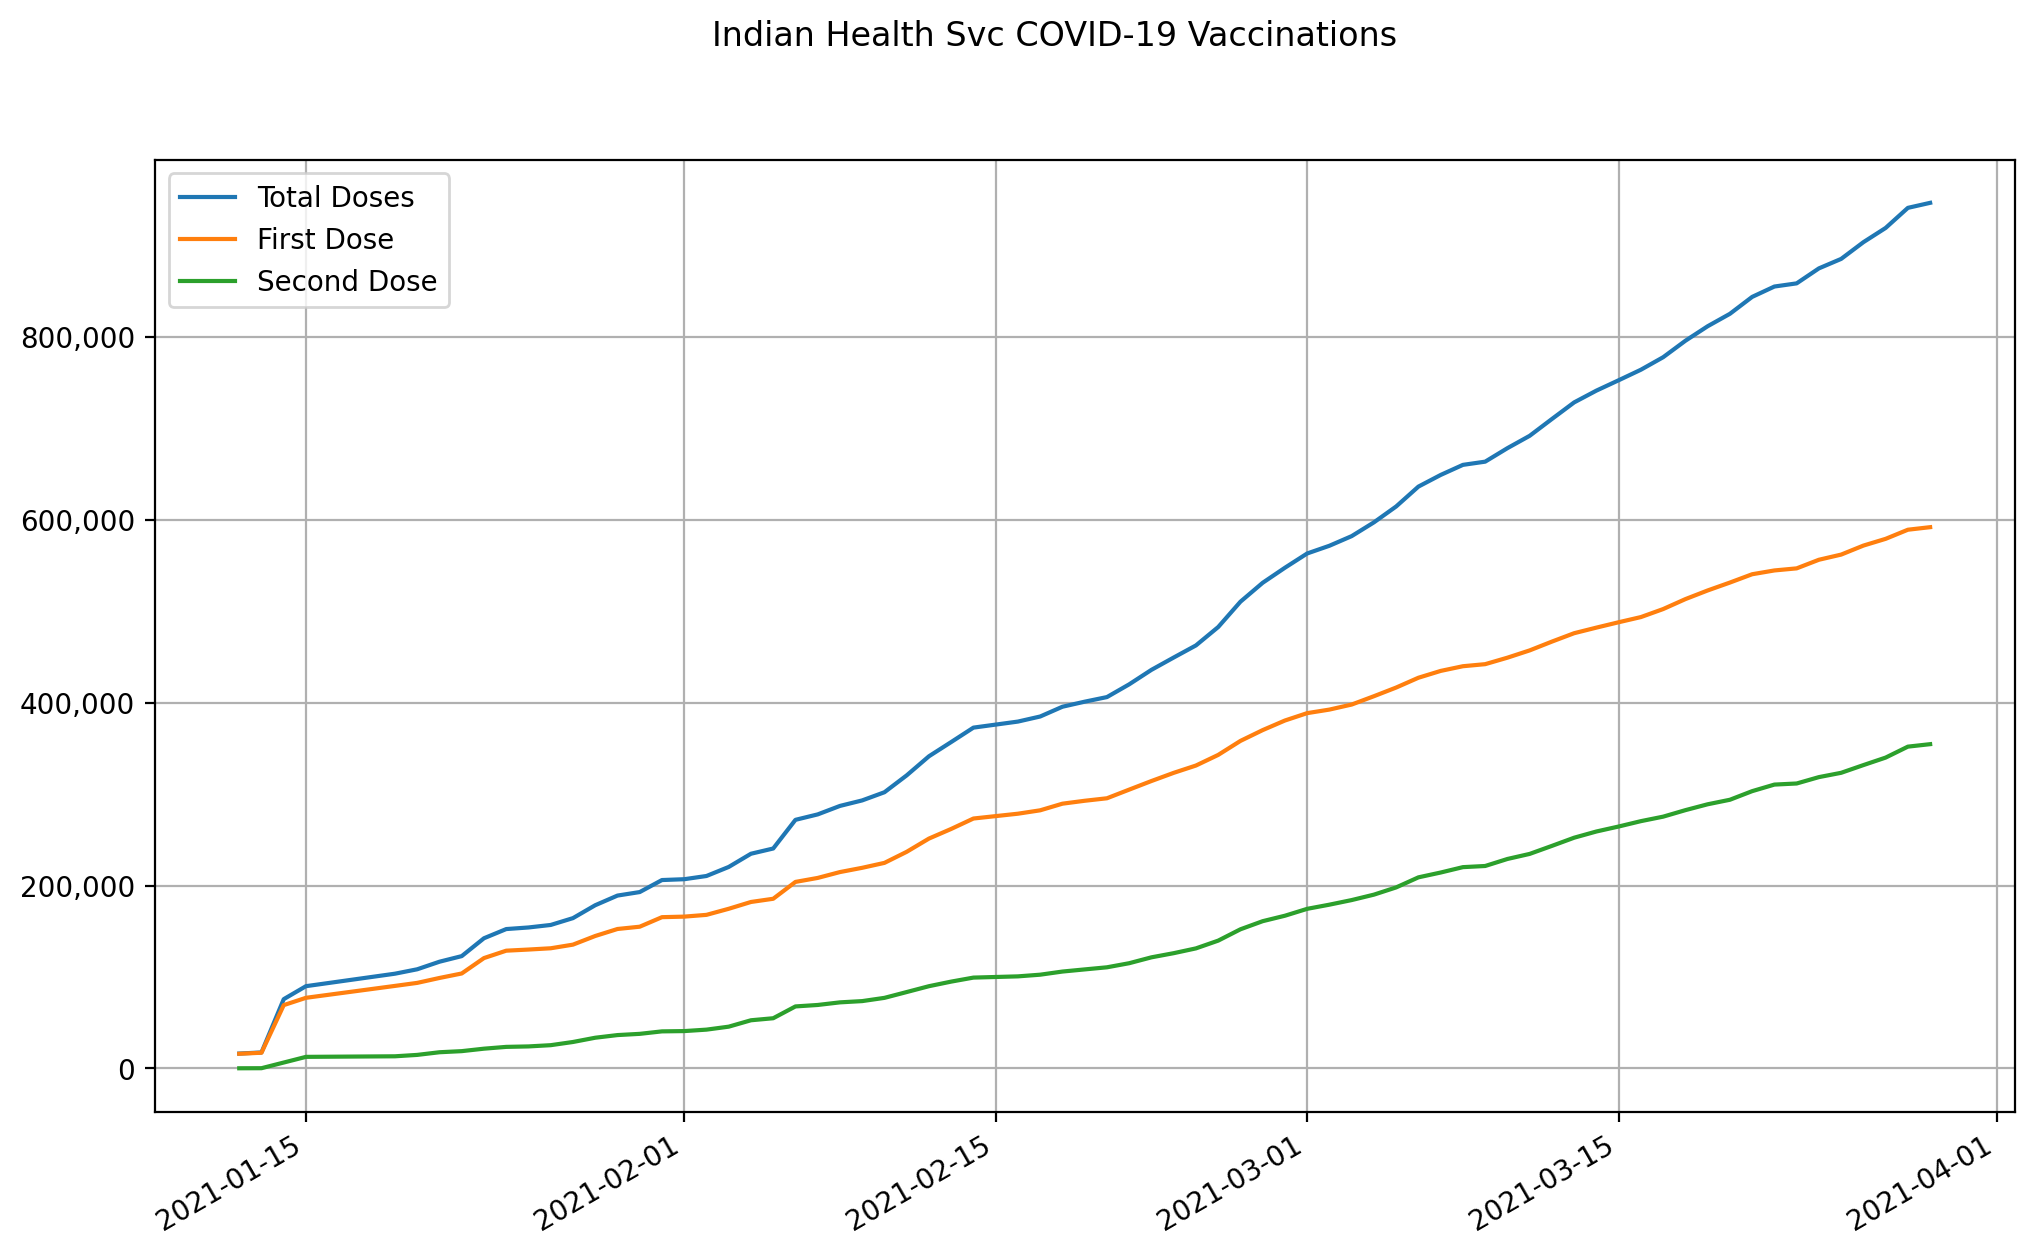 Indian Health Svc COVID-19 Vaccinations
Total Doses
First Dose
Second Dose
800,000
600,000
400,000
200,000
0
2021-01-15
2021-02-01
2021-02-15
2021-03-01
2021-03-15
2021-04-01